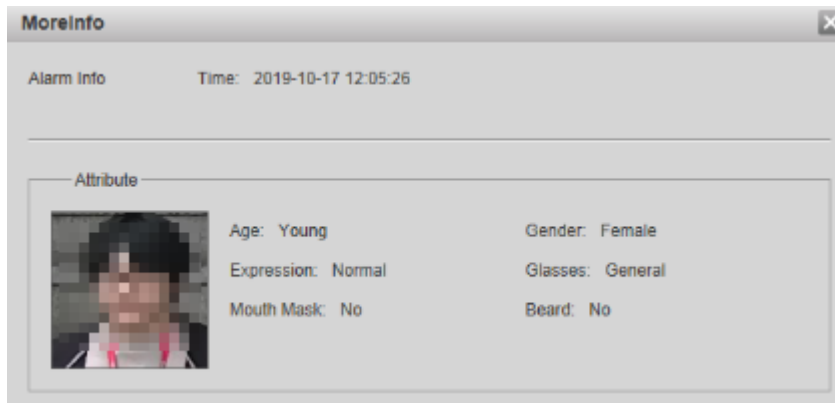 MoreInfo
Alarm Info Time: 2019-10-17 12:05:26
Attribute
Age: Young Gender: Female
Expression: Normal Glasses: General
Mouth Mask: No Beard: No